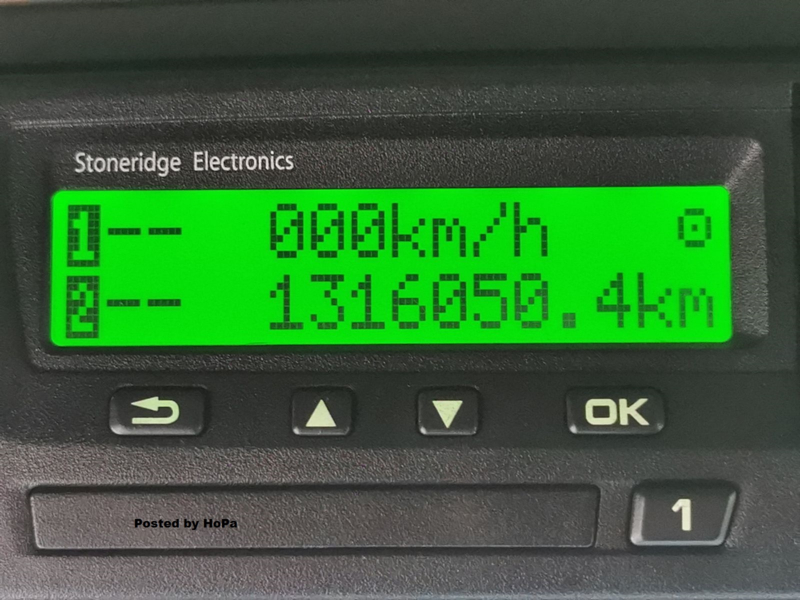 Stoneridge Electronics
1-- 000km/h
2-- 1316050.4km
OK
Posted by HoPa
1